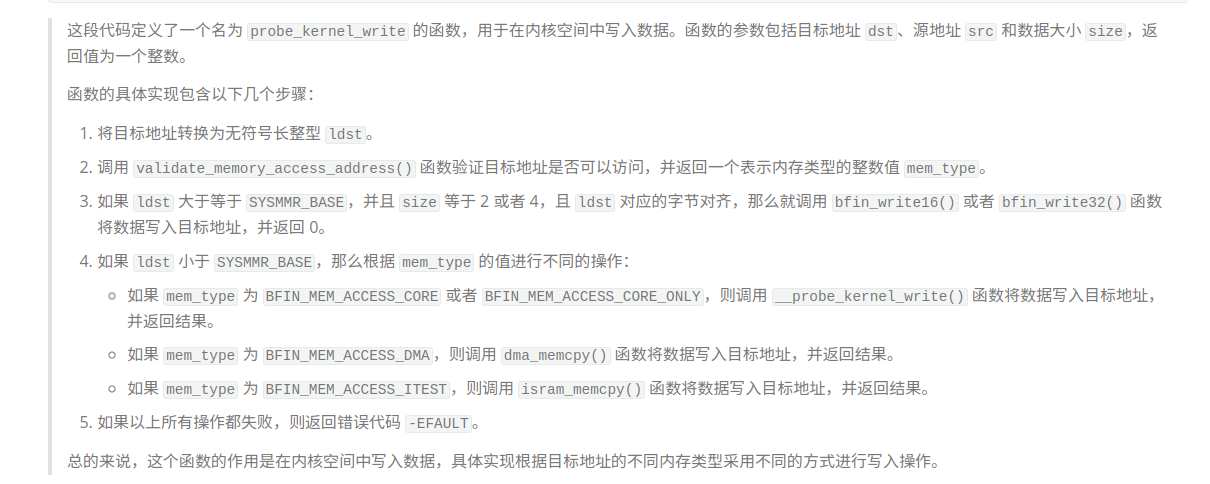 这段代码定义了一个名为 probe_kernel_write 的函数，用于在内核空间中写入数据。函数的参数包括目标地址 dst、源地址 src 和数据大小 size，返
回值为一个整数。
函数的具体实现包含以下几个步骤：
1. 将目标地址转换为无符号长整型 ldst。
2. 调用 validate_memory_access_address() 函数验证目标地址是否可以访问，并返回一个表示内存类型的整数值 mem_type。
3. 如果 ldst 大于等于 SYSMMR_BASE，并且 size 等于 2 或者 4，且 ldst 对应的字节对齐，那么就调用 bfin_write16() 或者 bfin_write32() 函数
将数据写入目标地址，并返回 0。
4. 如果 ldst 小于 SYSMMR_BASE，那么根据 mem_type 的值进行不同的操作：
◦ 如果 mem_type 为 BFIN_MEM_ACCESS_CORE 或者 BFIN_MEM_ACCESS_CORE_ONLY，则调用 __probe_kernel_write() 函数将数据写入目标地址，
并返回结果。
◦ 如果 mem_type 为 BFIN_MEM_ACCESS_DMA，则调用 dma_memcpy() 函数将数据写入目标地址，并返回结果。
◦ 如果 mem_type 为 BFIN_MEM_ACCESS_ITEST，则调用 isram_memcpy() 函数将数据写入目标地址，并返回结果。
5. 如果以上所有操作都失败，则返回错误代码 -EFAULT。
总的来说，这个函数的作用是在内核空间中写入数据，具体实现根据目标地址的不同内存类型采用不同的方式进行写入操作。